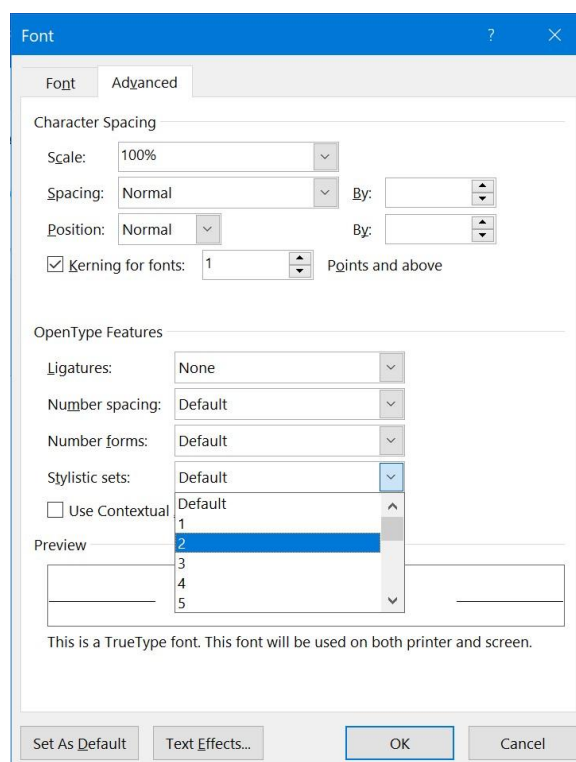 Font ?
Font Advanced
Character Spacing
Scale: 100%
Spacing: Normal By:
Position: Normal By:
Kerning for fonts: 1 Points and above
OpenType Features
Ligatures: None
Number spacing: Default
Number forms: Default
Stylistic sets: Default
Default
Use Contextual
1
Preview
2
3
4
5
This is a TrueType font. This font will be used on both printer and screen.
Set As Default Text Effects... OK Cancel